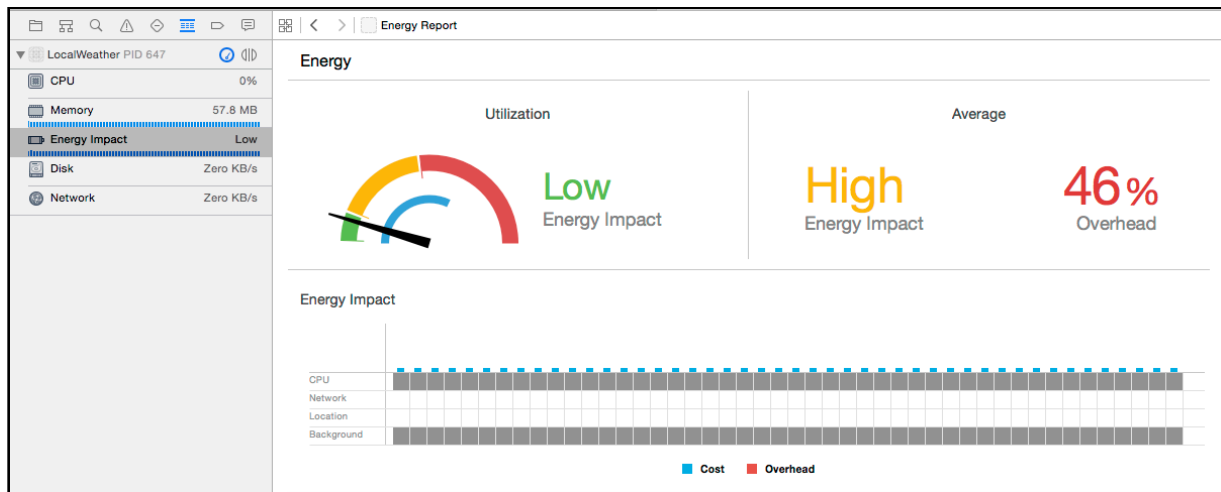 LocalWeather PID 647
CPU 0%
Memory 57.8 MB
Energy Impact Low
Disk Zero KB/s
Network Zero KB/s
Energy Report
Energy
Utilization
Low
Energy Impact
Average
High
Energy Impact
46%
Overhead
Energy Impact
CPU
Network
Location
Background
Cost Overhead